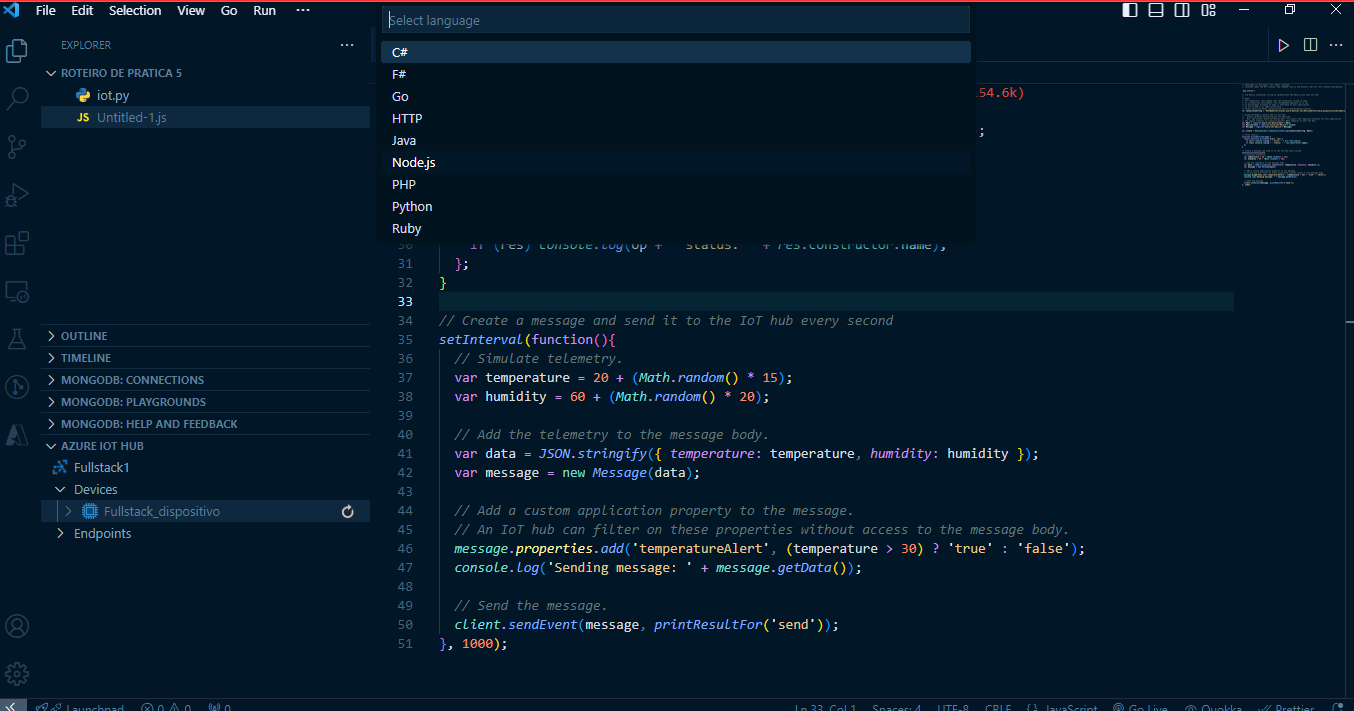 File Edit Selection View Go Run ···
Select language
C#
F#
Go
HTTP
Java
Node.js
PHP
Python
Ruby
EXPLORER
ROTEIRO DE PRATICA 5
iot.py
JS Untitled-1.js
OUTLINE
TIMELINE
MONGODB: CONNECTIONS
MONGODB: PLAYGROUNDS
MONGODB: HELP AND FEEDBACK
AZURE IOT HUB
Fullstack1
Devices
Fullstack_dispositivo
Endpoints
54.6k)
;
30 if (res) console.log(op + ' status: ' + res.constructor.name);
31 };
32 }
33
34 // Create a message and send it to the IoT hub every second
35 setInterval(function(){
36 // Simulate telemetry.
37 var temperature = 20 + (Math.random() * 15);
38 var humidity = 60 + (Math.random() * 20);
39
40 // Add the telemetry to the message body.
41 var data = JSON.stringify({ temperature: temperature, humidity: humidity });
42 var message = new Message(data);
43
44 // Add a custom application property to the message.
45 // An IoT hub can filter on these properties without access to the message body.
46 message.properties.add('temperatureAlert', (temperature > 30) ? 'true' : 'false');
47 console.log('Sending message: ' + message.getData());
48
49 // Send the message.
50 client.sendEvent(message, printResultFor('send'));
51 }, 1000);
Launchpad 0 0 0 Ln 33, Col 1 Spaces: 4 UTF-8 CRLF {} JavaScript Go Live Quokka Prettier